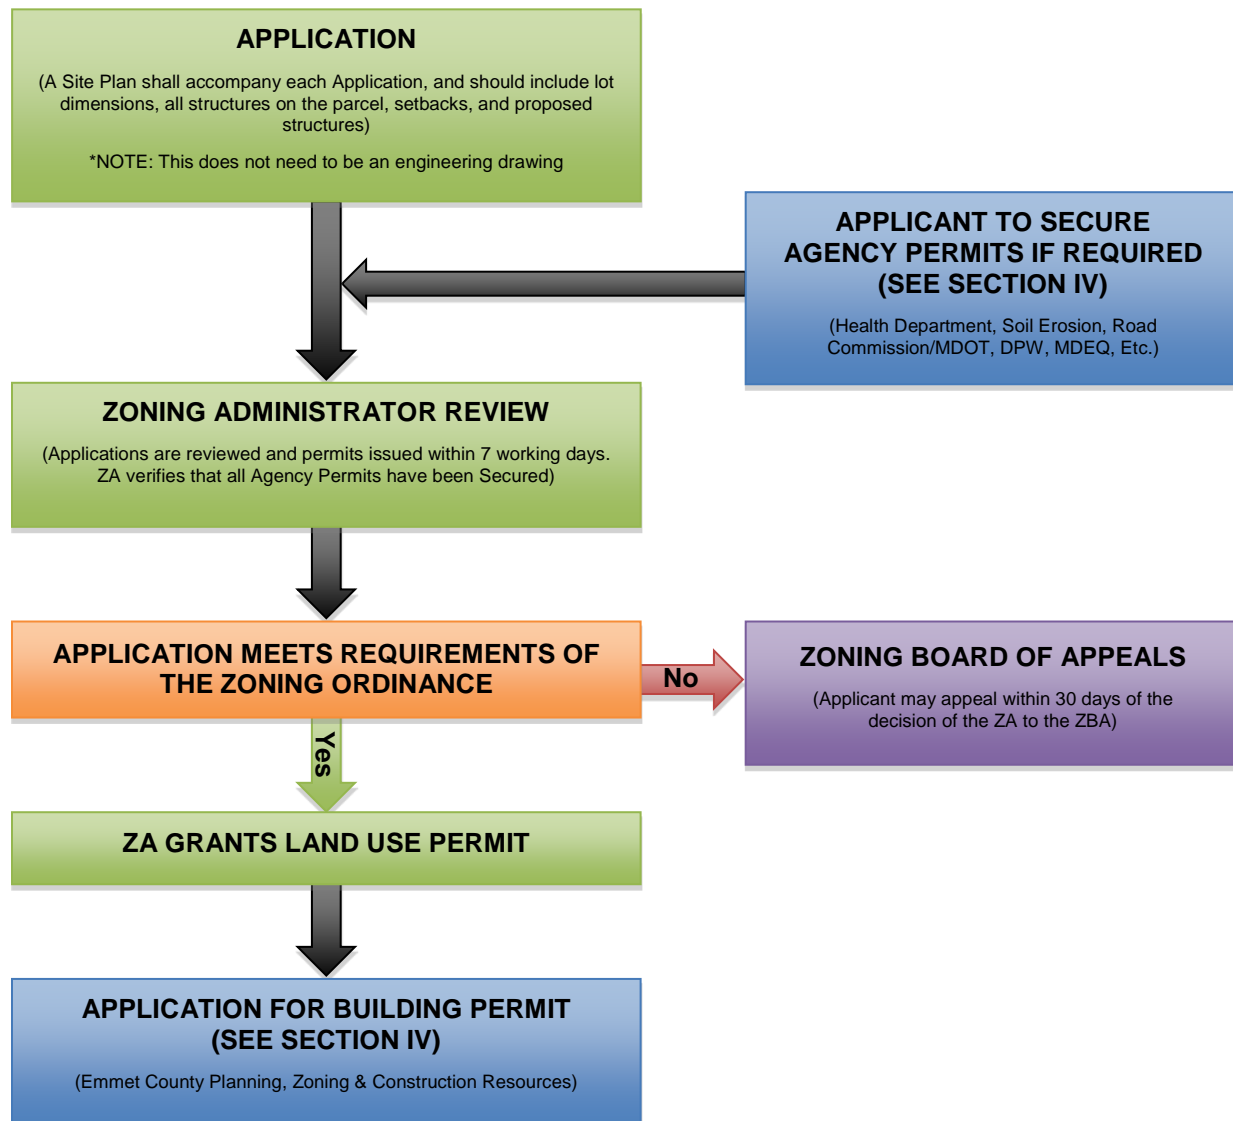 APPLICATION
(A Site Plan shall accompany each Application, and should include lot
dimensions, all structures on the parcel, setbacks, and proposed
structures)
*NOTE: This does not need to be an engineering drawing
APPLICANT TO SECURE
AGENCY PERMITS IF REQUIRED
(SEE SECTION IV)
(Health Department, Soil Erosion, Road
Commission/MDOT, DPW, MDEQ, Etc.)
ZONING ADMINISTRATOR REVIEW
(Applications are reviewed and permits issued within 7 working days.
ZA verifies that all Agency Permits have been Secured)
APPLICATION MEETS REQUIREMENTS OF
THE ZONING ORDINANCE
No
ZONING BOARD OF APPEALS
(Applicant may appeal within 30 days of the
decision of the ZA to the ZBA)
Yes
ZA GRANTS LAND USE PERMIT
APPLICATION FOR BUILDING PERMIT
(SEE SECTION IV)
(Emmet County Planning, Zoning & Construction Resources)